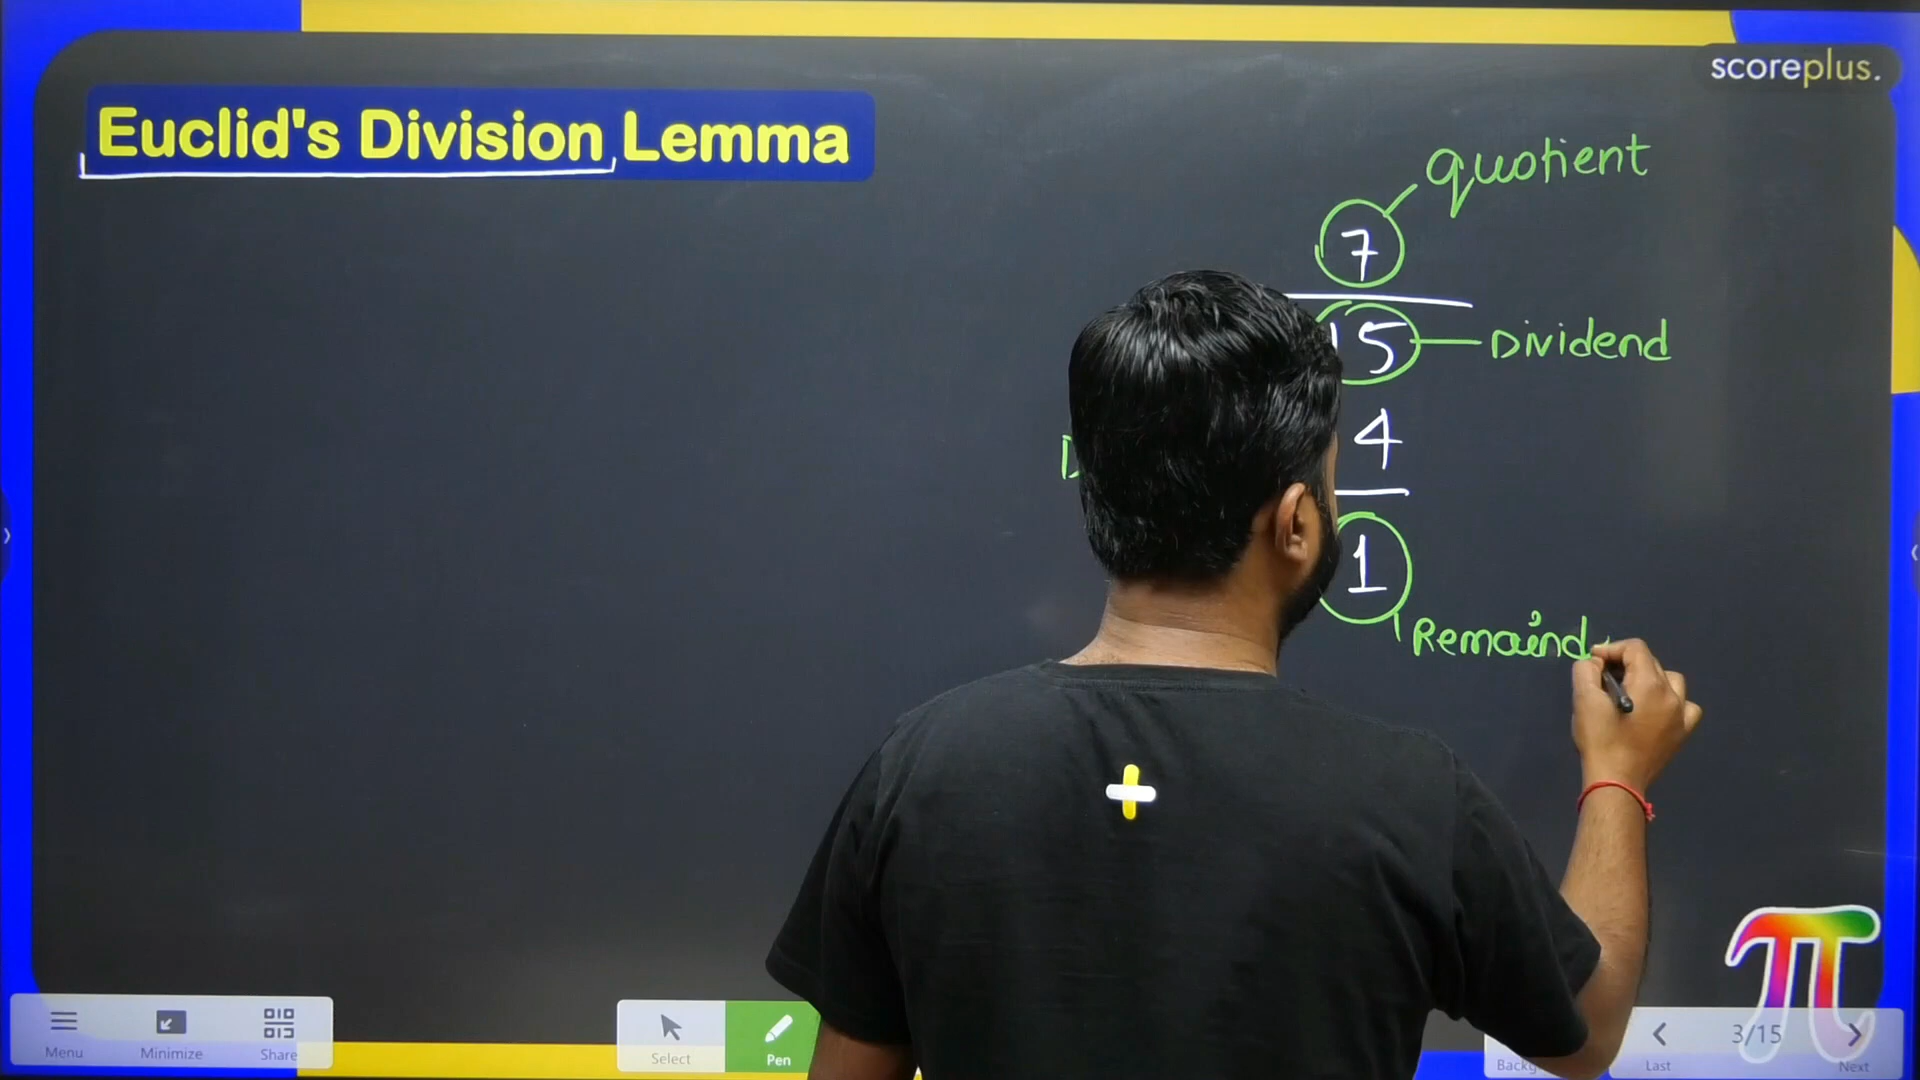 scoreplus.
Euclid's Division Lemma
quotient
7
15
Dividend
4
D
1
Remaind
Menu
Minimize
Share
Select
Pen
Last
3/15
Next